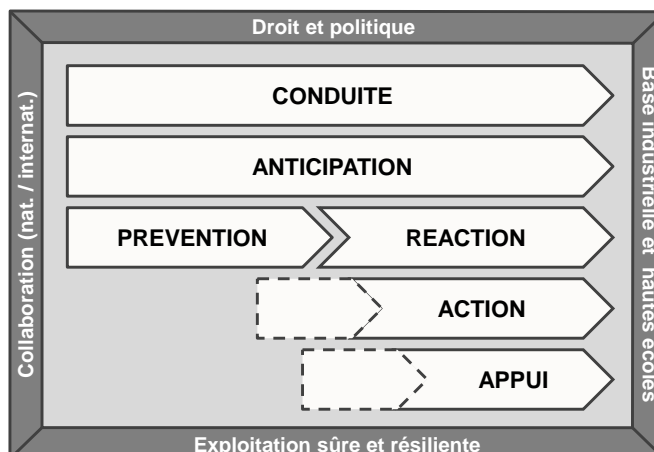 Droit et politique
Collaboration (nat. / internat.)
CONDUITE
ANTICIPATION
PREVENTION
REACTION
ACTION
APPUI
Base industrielle et hautes écoles
Exploitation sûre et résiliente